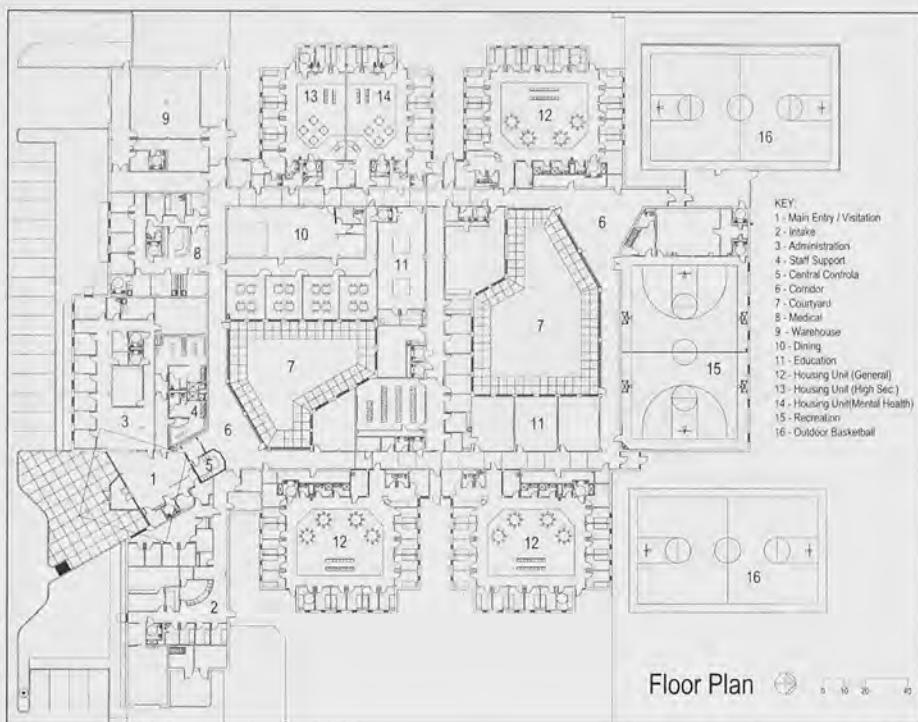 9
13
14
12
16
6
8
10
11
7
7
15
3
4
5
6
1
11
12
12
2
16
KEY:
1 - Main Entry / Visitation
2 - Intake
3 - Administration
4 - Staff Support
5 - Central Controla
6 - Corridor
7 - Courtyard
8 - Medical
9 - Warehouse
10 - Dining
11 - Education
12 - Housing Unit (General)
13 - Housing Unit (High Sec.)
14 - Housing Unit(Mental Health)
15 - Recreation
16 - Outdoor Basketball
Floor Plan
0 10 20 40